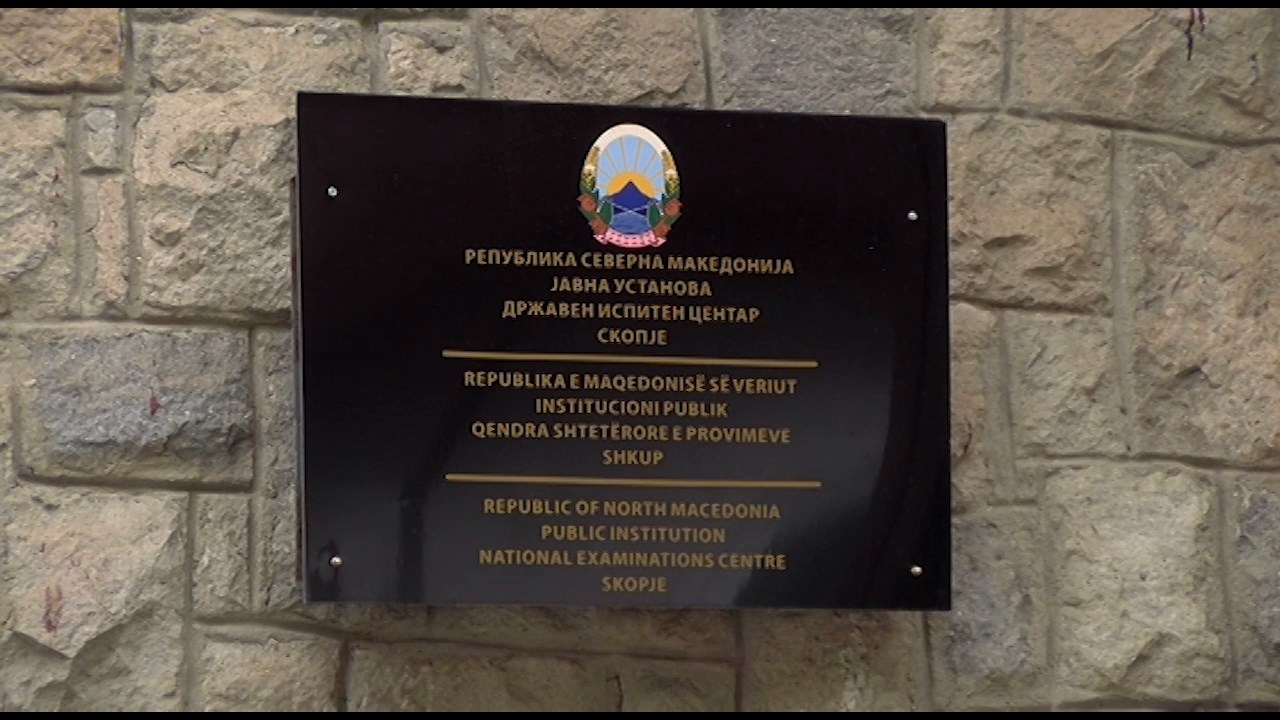 РЕПУБЛИКА СЕВЕРНА МАКЕДОНИЈА
ЈАВНА УСТАНОВА
ДРЖАВЕН ИСПИТЕН ЦЕНТАР
СКОПЈЕ
REPUBLIKA E MAQEDONISË SË VERIUT
INSTITUCIONI PUBLIK
QENDRA SHTETËRORE E PROVIMEVE
SHKUP
REPUBLIC OF NORTH MACEDONIA
PUBLIC INSTITUTION
NATIONAL EXAMINATIONS CENTRE
SKOPJE